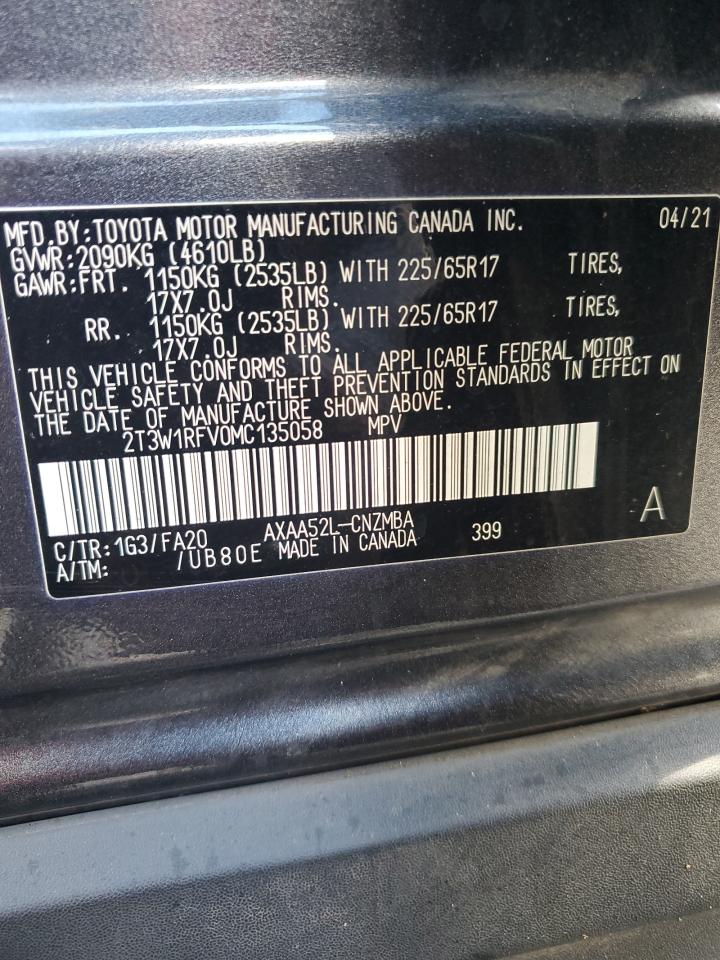 MFD.BY:TOYOTA MOTOR MANUFACTURING CANADA INC. 04/21
GVWR:2090KG (4610LB)
GAWR:FRT. 1150KG (2535LB) WITH 225/65R17 TIRES,
17X7.0J RIMS.
RR. 1150KG (2535LB) WITH 225/65R17 TIRES,
17X7.0J RIMS.
THIS VEHICLE CONFORMS TO ALL APPLICABLE FEDERAL MOTOR
VEHICLE SAFETY AND THEFT PREVENTION STANDARDS IN EFFECT ON
THE DATE OF MANUFACTURE SHOWN ABOVE.
2T3W1RFV0MC135058 MPV
A
C/TR:1G3/FA20 AXAA52L-CNZMBA 399
A/TM: /UB80E MADE IN CANADA